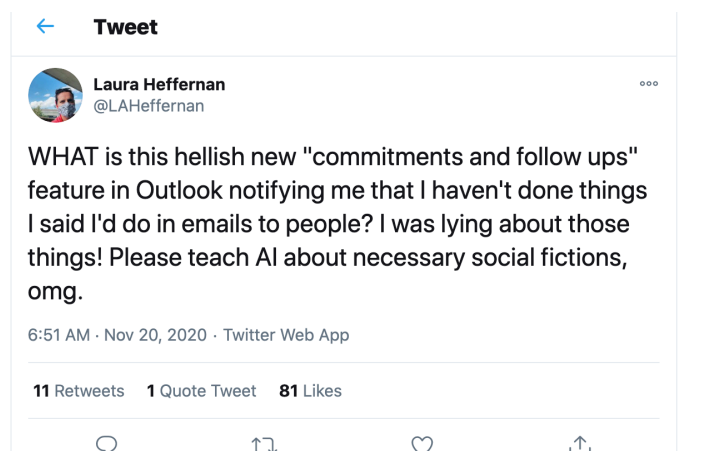 Tweet
Laura Heffernan
@LAHeffernan
WHAT is this hellish new "commitments and follow ups"
feature in Outlook notifying me that I haven't done things
I said I'd do in emails to people? I was lying about those
things! Please teach AI about necessary social fictions,
omg.
6:51 AM · Nov 20, 2020 · Twitter Web App
11 Retweets 1 Quote Tweet 81 Likes